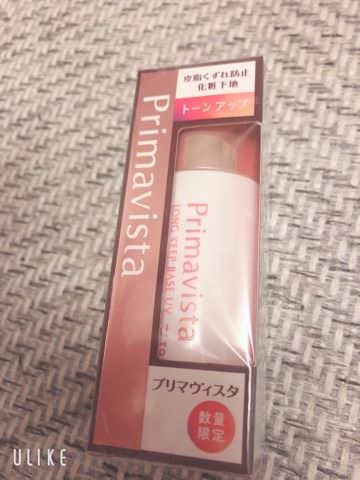 皮脂くずれ防止
化粧下地
トーン アップ
Primavista
Primavista
LONG KEEP BASE UV
TO
プリマヴィスタ
数量
限定
ULIKE